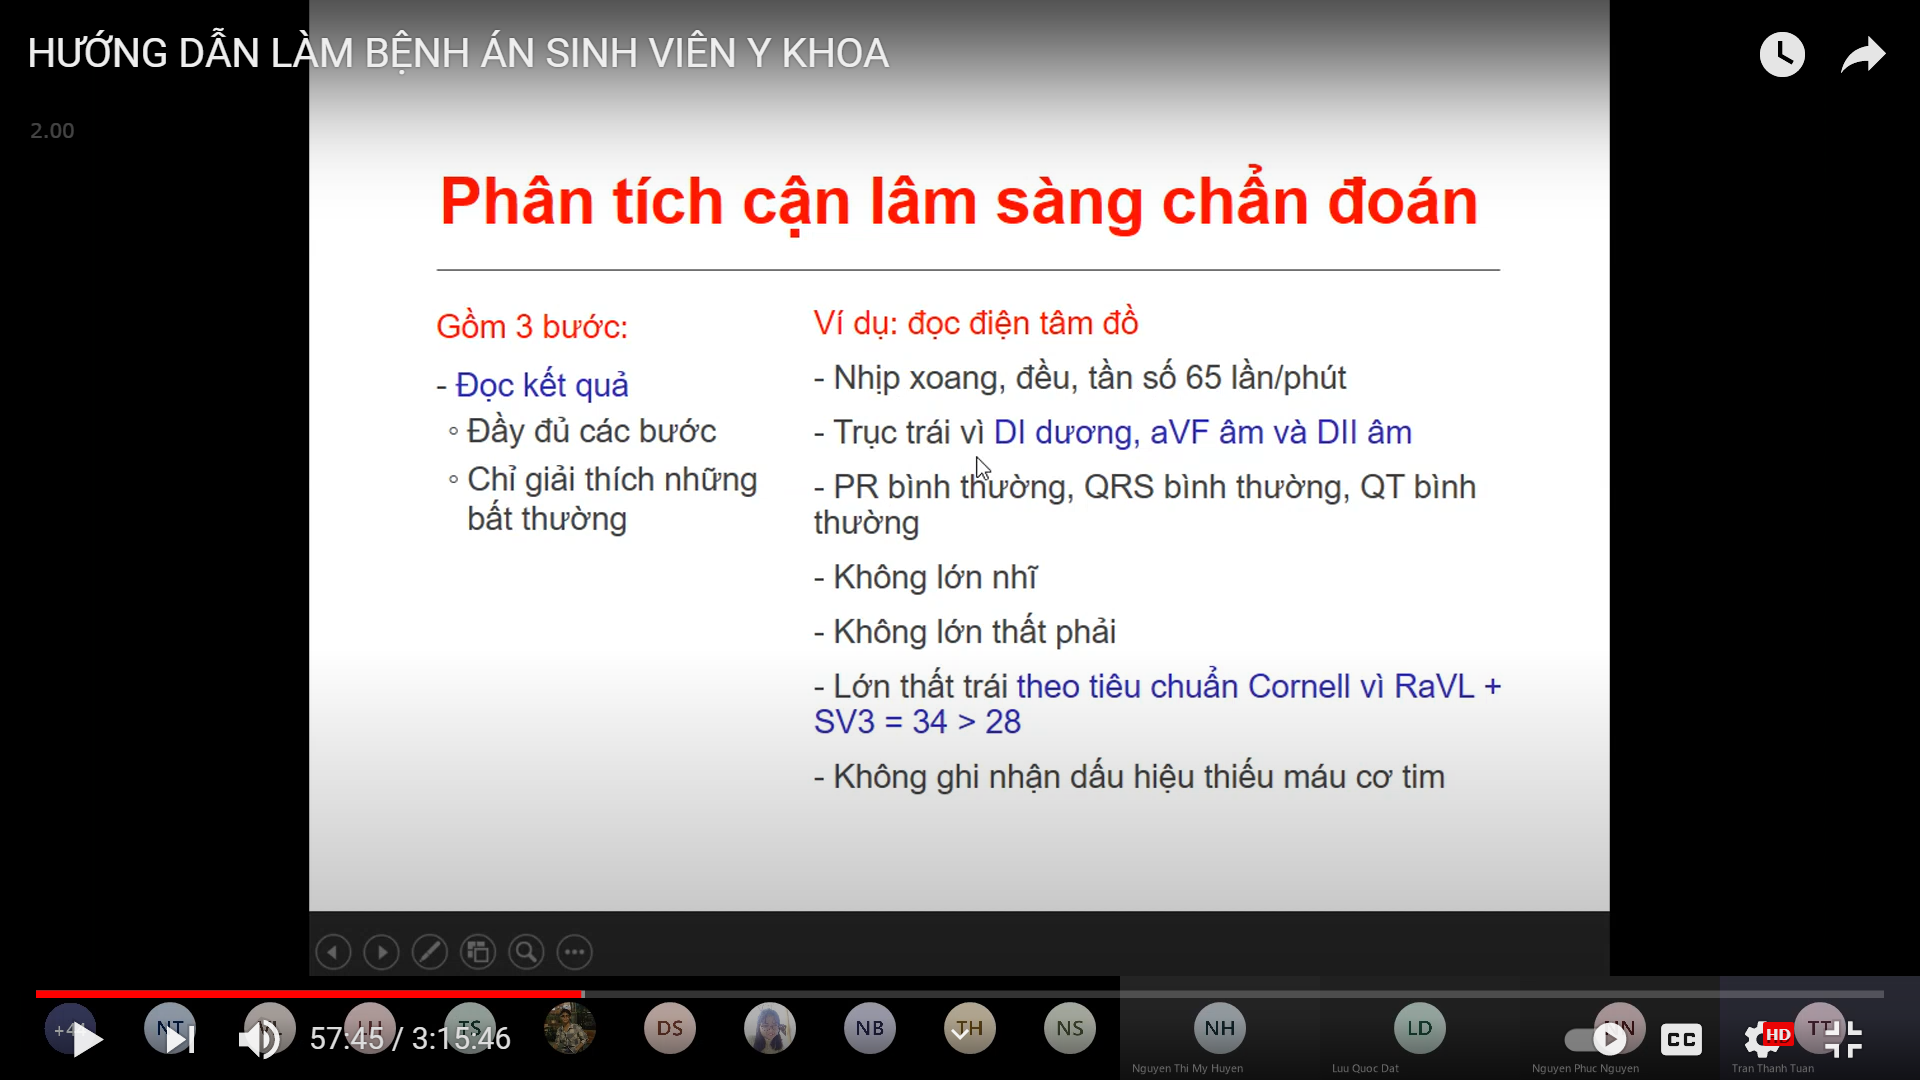 HƯỚNG DẪN LÀM BỆNH ÁN SINH VIÊN Y KHOA
2.00
Phân tích cận lâm sàng chẩn đoán
Gồm 3 bước:
- Đọc kết quả
◦ Đầy đủ các bước
◦ Chỉ giải thích những
bất thường
Ví dụ: đọc điện tâm đồ
- Nhịp xoang, đều, tần số 65 lần/phút
- Trục trái vì DI dương, aVF âm và DII âm
- PR bình thường, QRS bình thường, QT bình
thường
- Không lớn nhĩ
- Không lớn thất phải
- Lớn thất trái theo tiêu chuẩn Cornell vì RaVL +
SV3 = 34 > 28
- Không ghi nhận dấu hiệu thiếu máu cơ tim
NT
LH
TS
DS
NB
TH
NS
NH
LD
TT
57:45 / 3:15:46
CC
HD
Nguyen Thi My Huyen
Luu Quoc Dat
Nguyen Phuc Nguyen
Tran Thanh Tuan